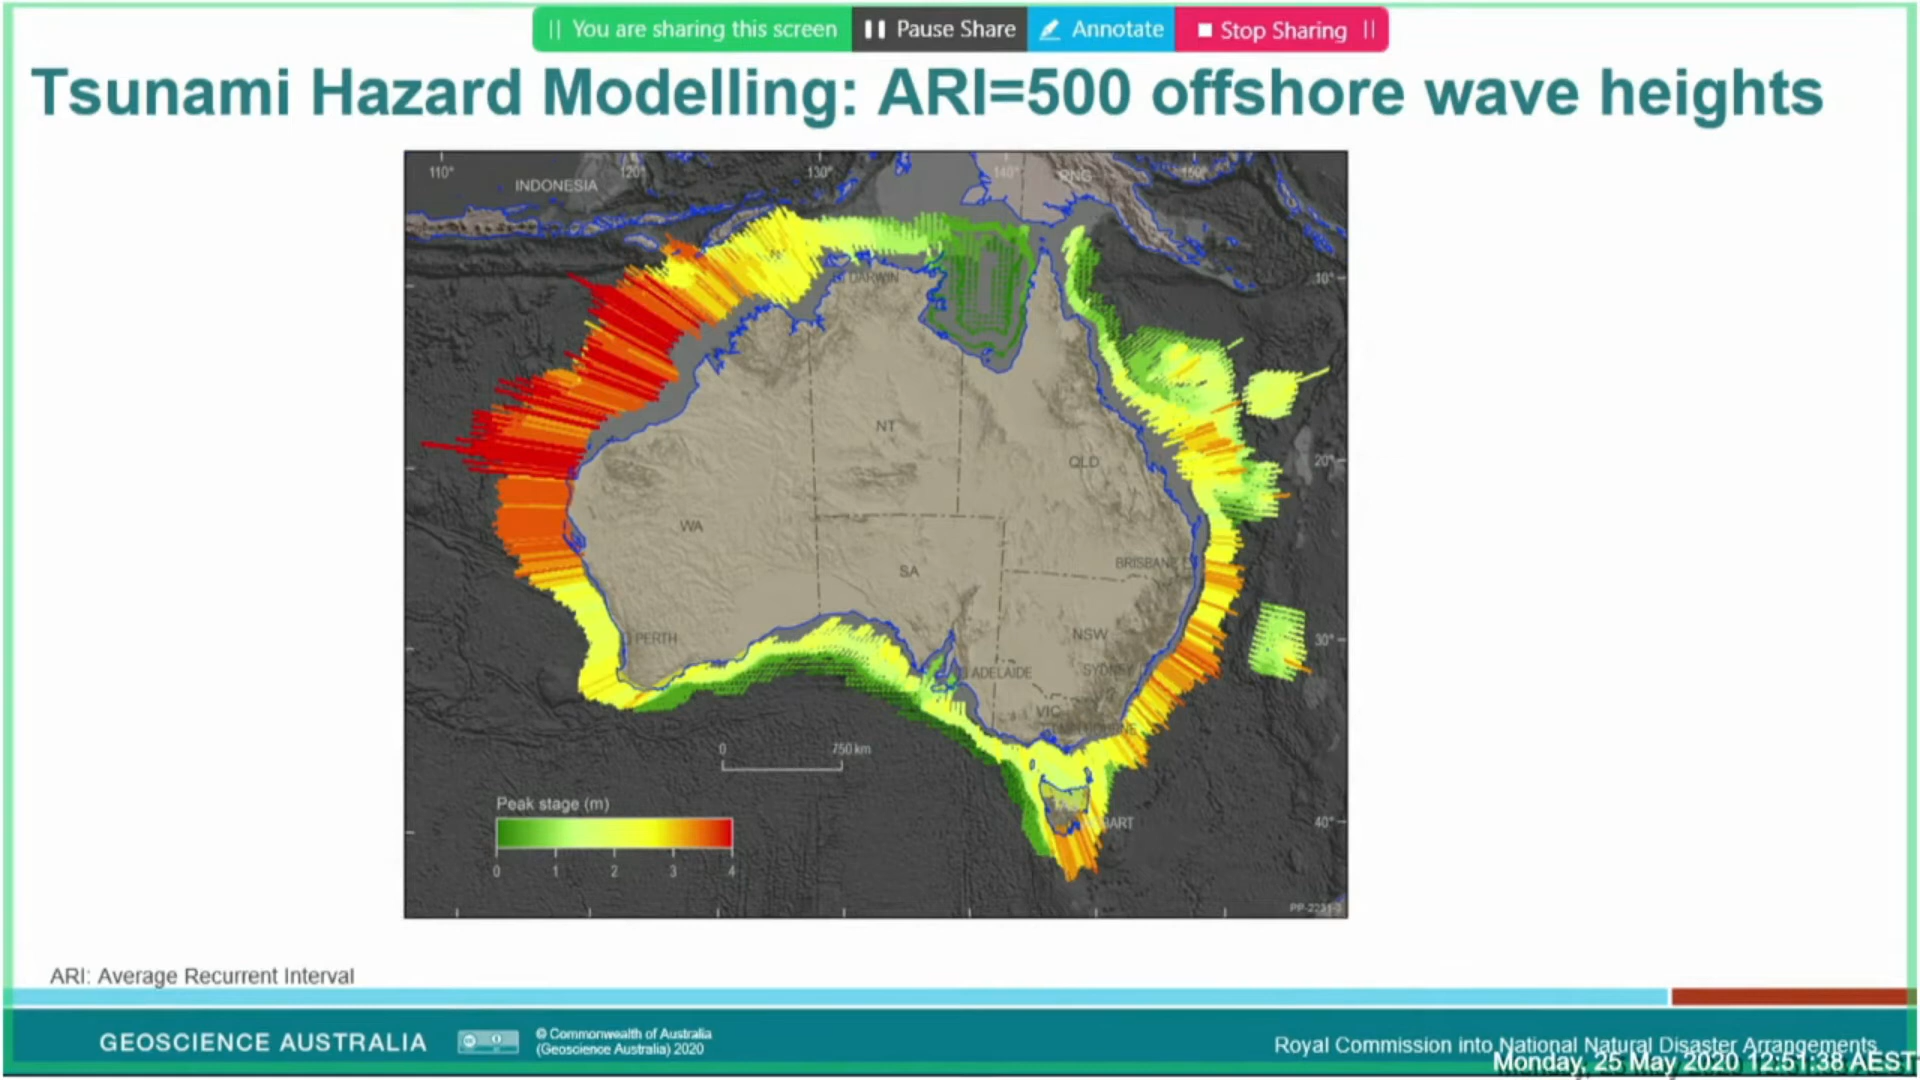 You are sharing this screen
Pause Share
Annotate
Stop Sharing
Tsunami Hazard Modelling: ARI=500 offshore wave heights
110°
120°
130°
140°
150°
INDONESIA
PNG
DARWIN
10°
NT
QLD
20°
WA
BRISBANE
SA
PERTH
NSW
30°
ADELAIDE
SYDNEY
VIC
0
750 km
Peak stage (m)
40°
0
1
2
3
4
ARI: Average Recurrent Interval
GEOSCIENCE AUSTRALIA
© Commonwealth of Australia
(Geoscience Australia) 2020
Royal Commission into National Natural Disaster Arrangements
Monday, 25 May 2020 12:51:38 AEST